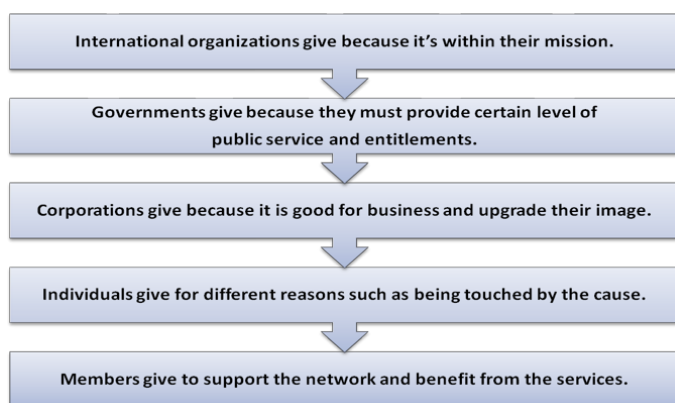 International organizations give because it's within their mission.
Governments give because they must provide certain level of
public service and entitlements.
Corporations give because it is good for business and upgrade their image.
Individuals give for different reasons such as being touched by the cause.
Members give to support the network and benefit from the services.